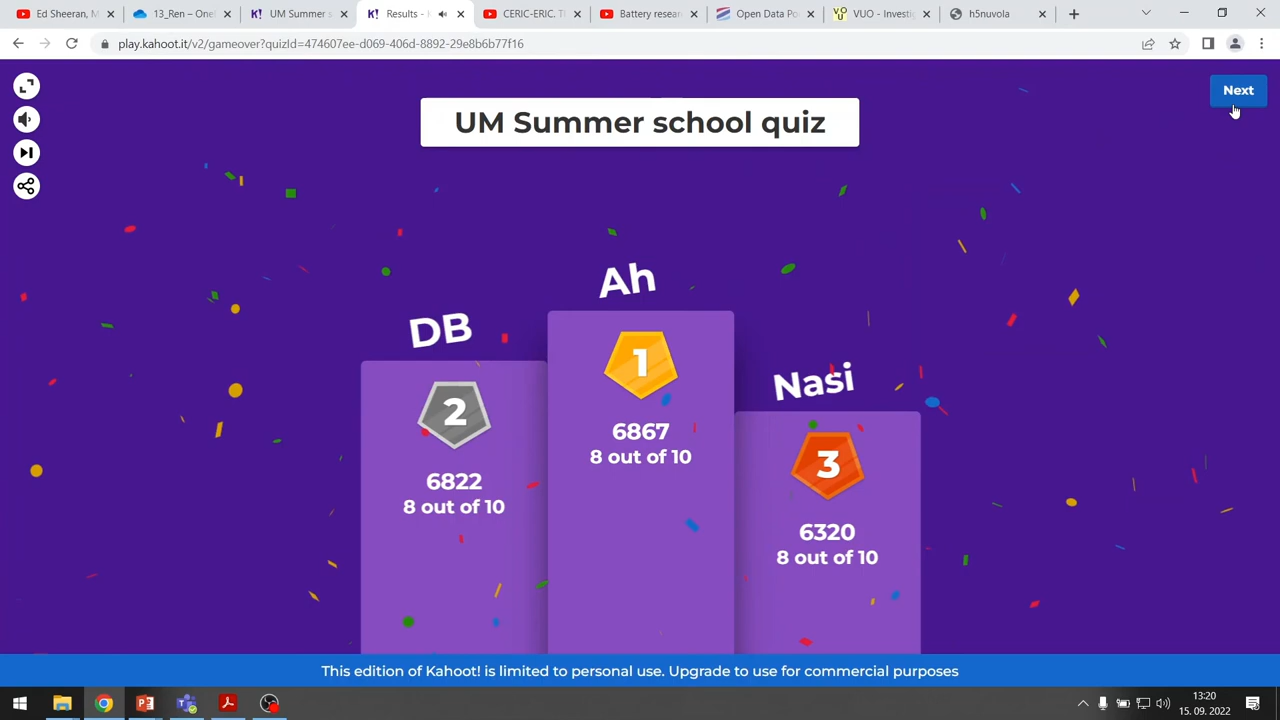 Ed Sheeran, M
13_Ren – One
K! UM Summer s
K! Results -
CERIC-ERIC. T
Battery resear
Open Data Po
VUO - Investig
h5nuvola
play.kahoot.it/v2/gameover?quizId=474607ee-d069-406d-8892-29e8b6b77f16
Next
UM Summer school quiz
Ah
DB
1
Nasi
2
6867
8 out of 10
3
6822
8 out of 10
6320
8 out of 10
This edition of Kahoot! is limited to personal use. Upgrade to use for commercial purposes
13:20
15. 09. 2022